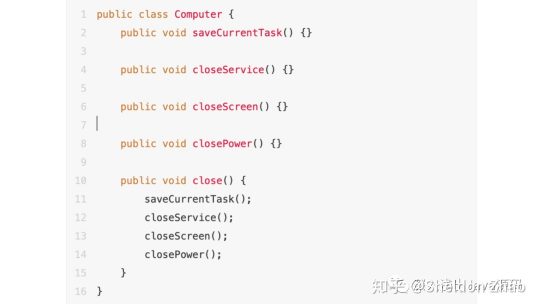 1 public class Computer {
2     public void saveCurrentTask() {}
3
4     public void closeService() {}
5
6     public void closeScreen() {}
7
8     public void closePower() {}
9
10     public void close() {
11         saveCurrentTask();
12         closeService();
13         closeScreen();
14         closePower();
15     }
16 }
知乎 @Sheldon Zhao